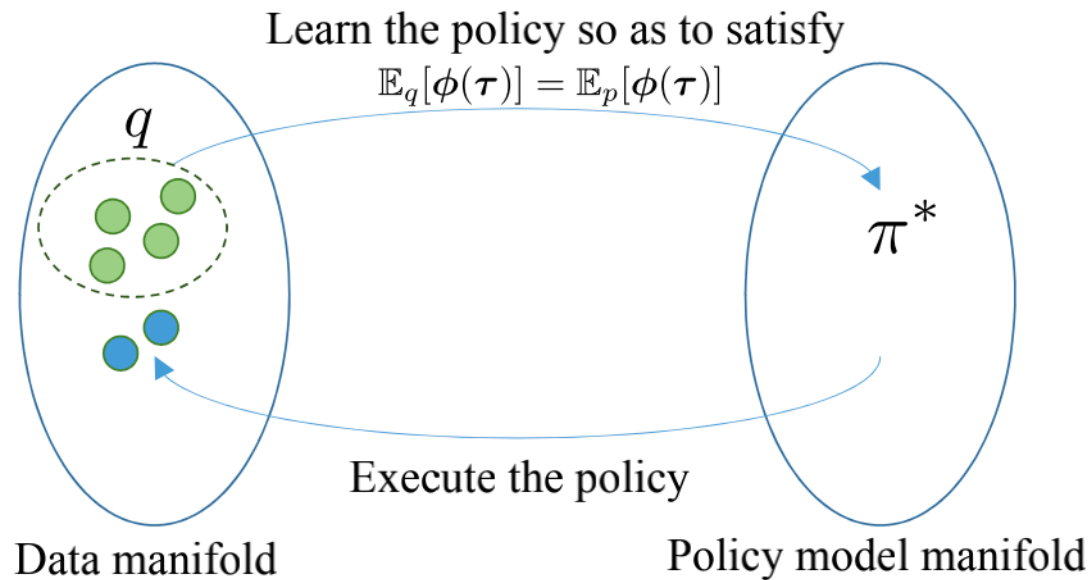 Learn the policy so as to satisfy
𝔼_q[ϕ(τ)] = 𝔼_p[ϕ(τ)]
q
π*
Execute the policy
Data manifold
Policy model manifold